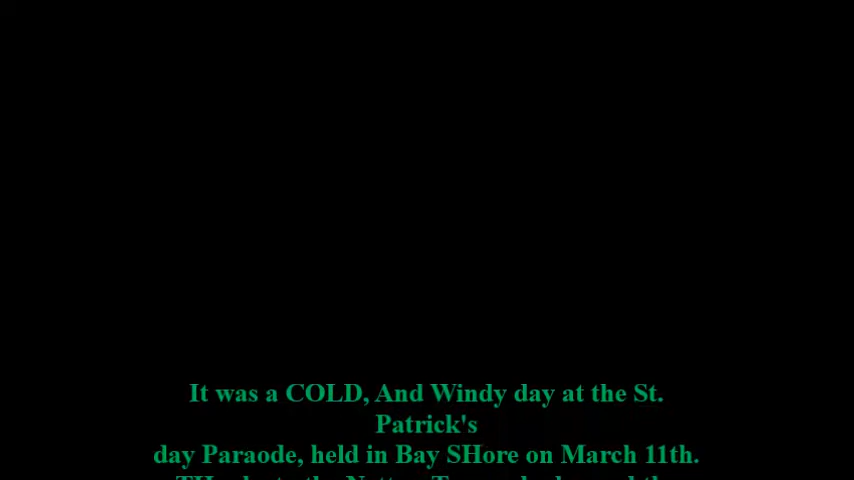 It was a COLD, And Windy day at the St.
Patrick's
day Paraode, held in Bay SHore on March 11th.
the